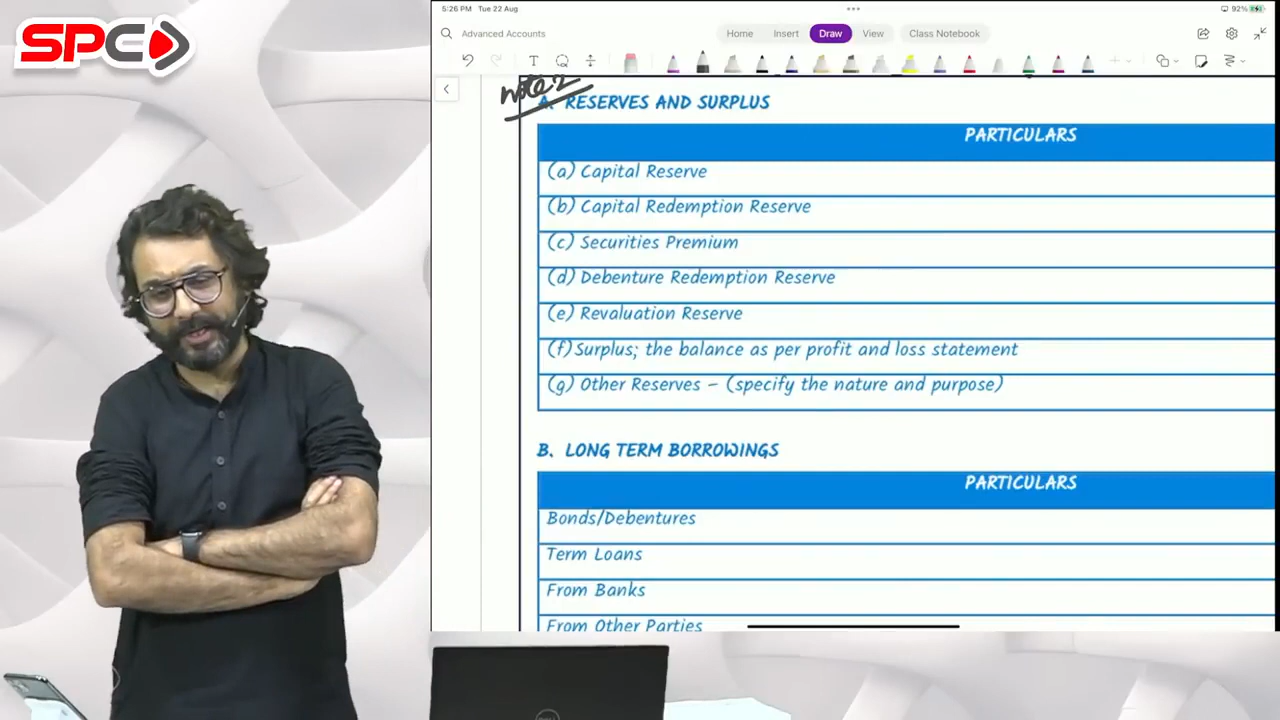 SPC
5:26 PM Tue 22 Aug
92%
Advanced Accounts
Home Insert Draw View Class Notebook
note 2
A. RESERVES AND SURPLUS
PARTICULARS
(a) Capital Reserve
(b) Capital Redemption Reserve
(c) Securities Premium
(d) Debenture Redemption Reserve
(e) Revaluation Reserve
(f) Surplus; the balance as per profit and loss statement
(g) Other Reserves – (specify the nature and purpose)
B. LONG TERM BORROWINGS
PARTICULARS
Bonds/Debentures
Term Loans
From Banks
From Other Parties
DELL